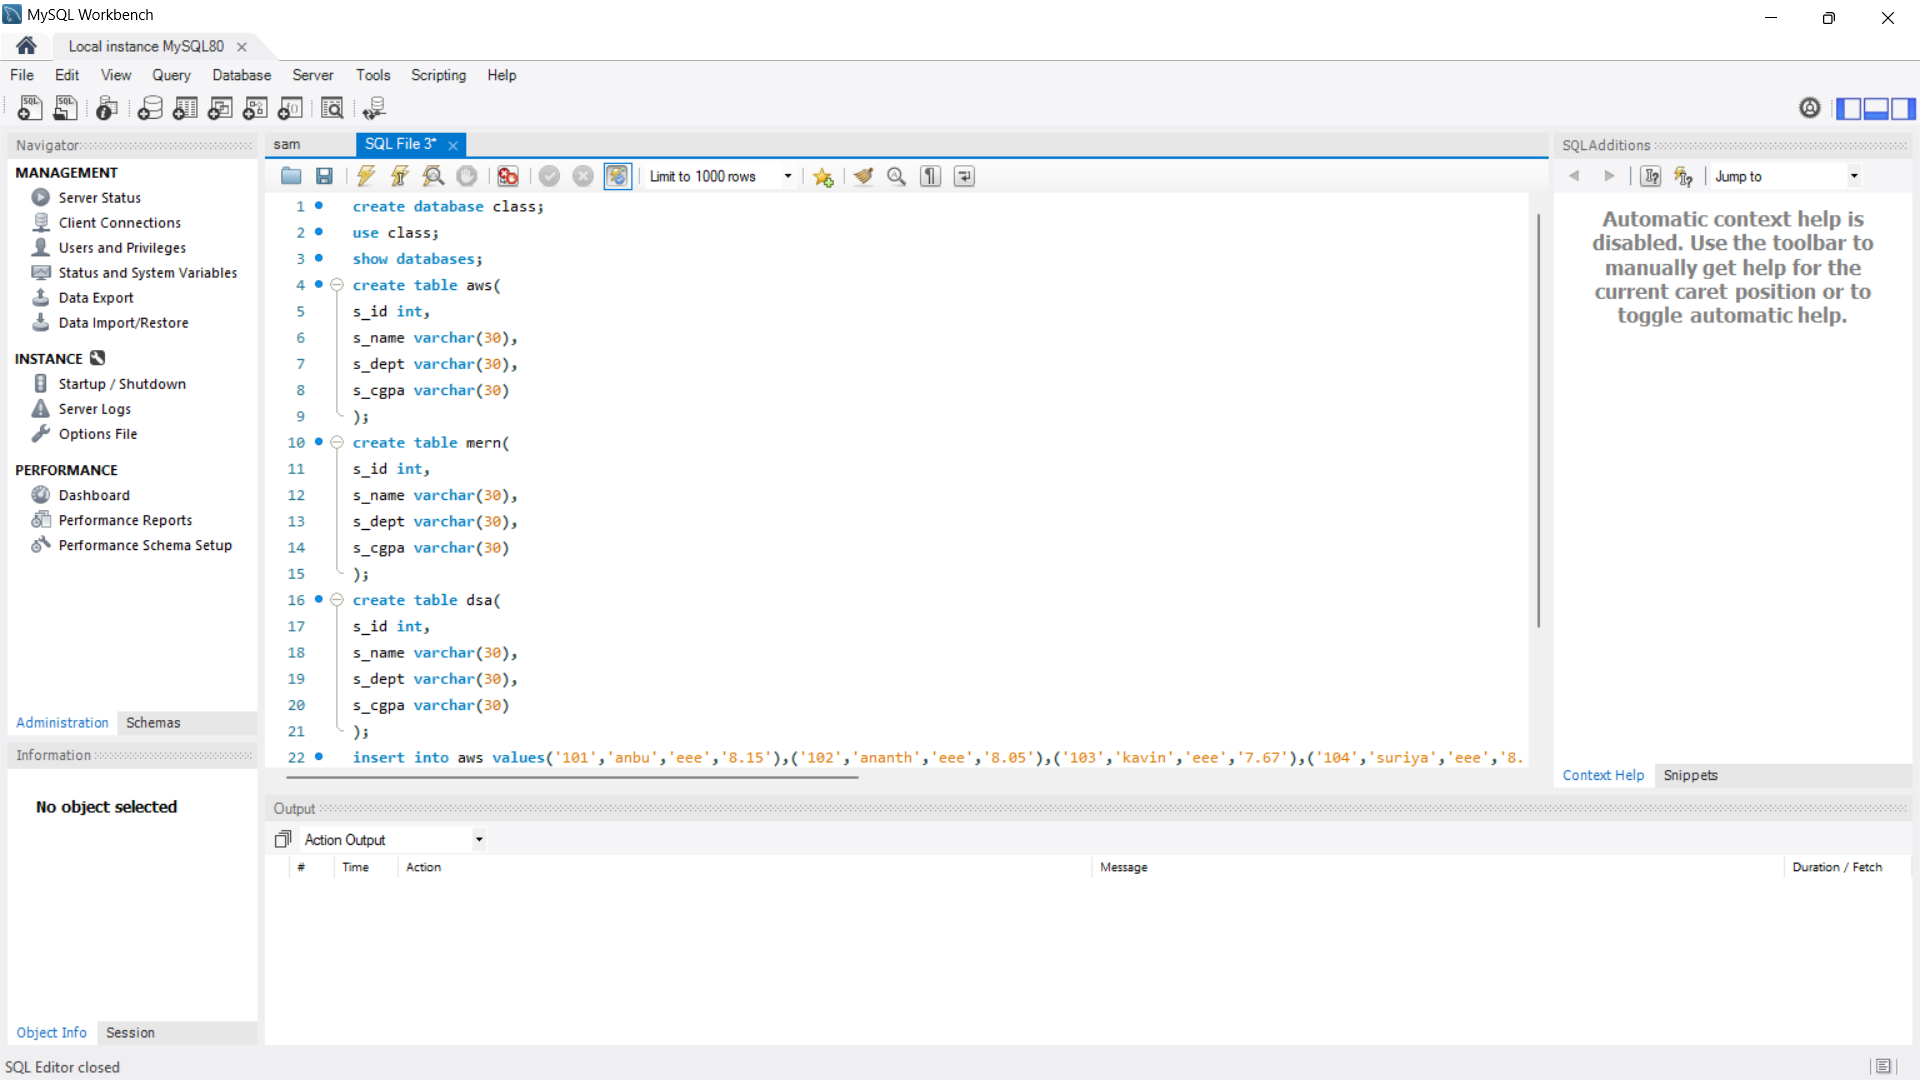 MySQL Workbench
Local instance MySQL80
File Edit View Query Database Server Tools Scripting Help
Navigator
MANAGEMENT
Server Status
Client Connections
Users and Privileges
Status and System Variables
Data Export
Data Import/Restore
INSTANCE
Startup / Shutdown
Server Logs
Options File
PERFORMANCE
Dashboard
Performance Reports
Performance Schema Setup
Administration Schemas
Information
No object selected
Object Info Session
SQL Editor closed
sam SQL File 3*
Limit to 1000 rows
1 create database class;
2 use class;
3 show databases;
4 create table aws(
5 s_id int,
6 s_name varchar(30),
7 s_dept varchar(30),
8 s_cgpa varchar(30)
9 );
10 create table mern(
11 s_id int,
12 s_name varchar(30),
13 s_dept varchar(30),
14 s_cgpa varchar(30)
15 );
16 create table dsa(
17 s_id int,
18 s_name varchar(30),
19 s_dept varchar(30),
20 s_cgpa varchar(30)
21 );
22 insert into aws values('101','anbu','eee','8.15'),('102','ananth','eee','8.05'),('103','kavin','eee','7.67'),('104','suriya','eee','8.
Output
Action Output
# Time Action Message Duration / Fetch
SQLAdditions
Jump to
Automatic context help is
disabled. Use the toolbar to
manually get help for the
current caret position or to
toggle automatic help.
Context Help Snippets